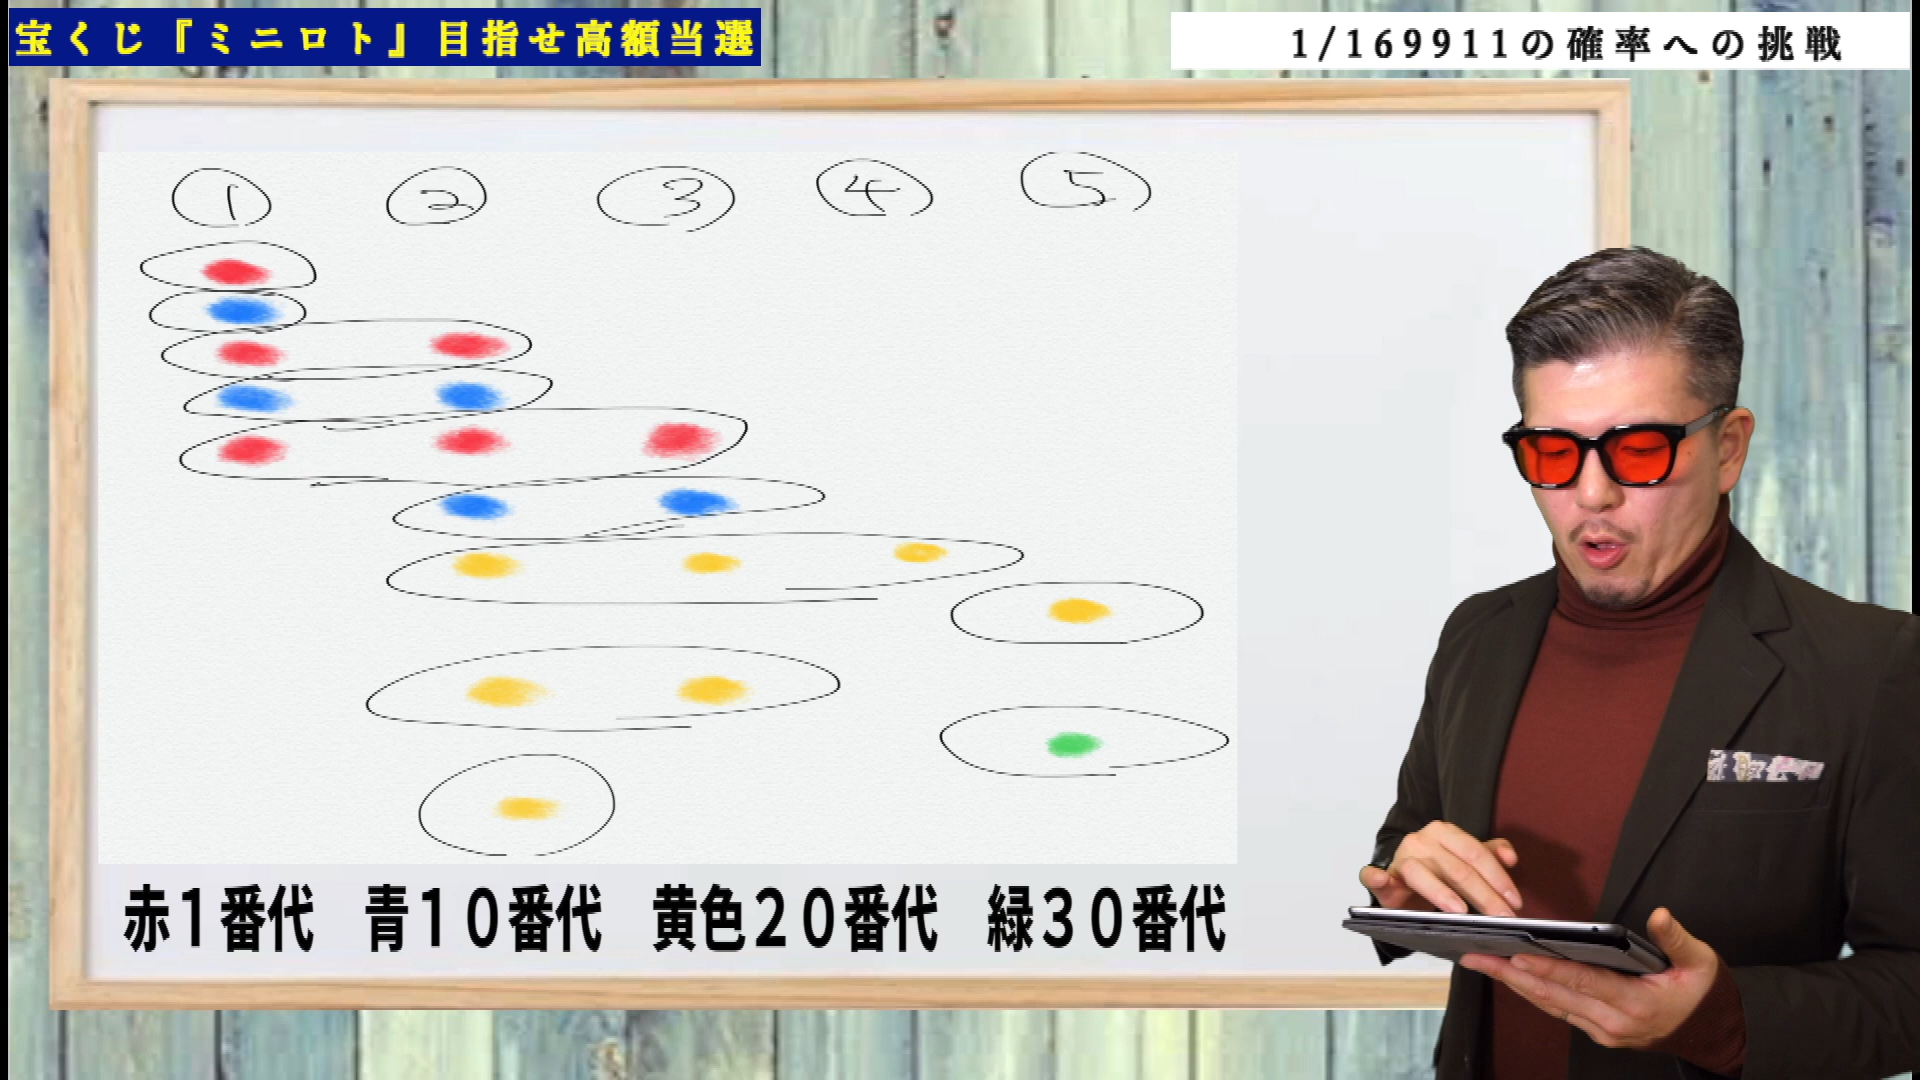 宝くじ『ミニロト』目指せ高額当選
1/169911の確率への挑戦
① ② ③ ④ ⑤
赤1番代 青10番代 黄色20番代 緑30番代